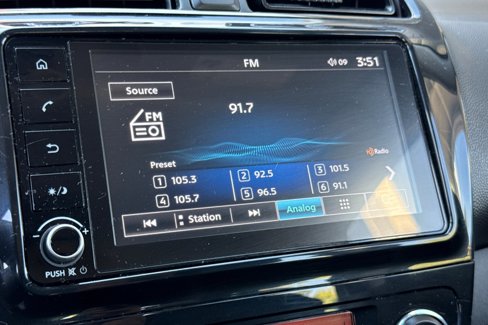 FM
09 3:51
Source
FM
91.7
HD Radio
Preset
1 105.3 2 92.5 3 101.5
4 105.7 5 96.5 6 91.1
Station Analog
PUSH